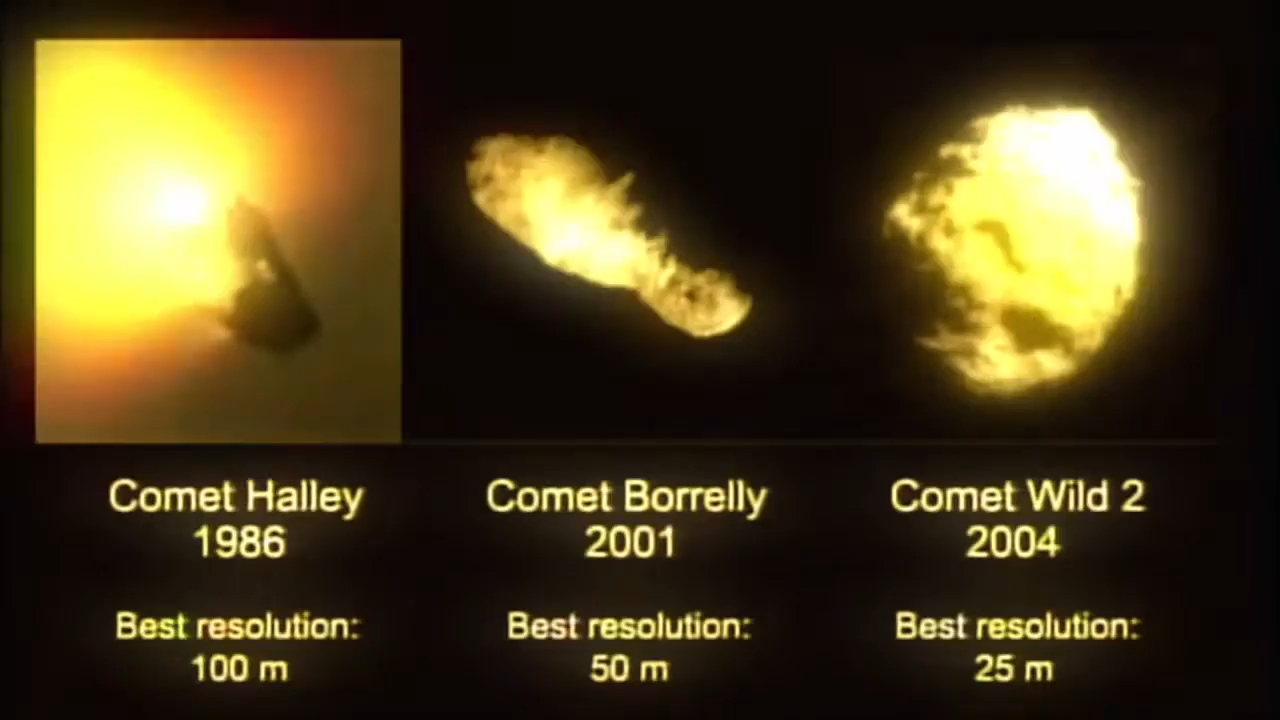 Comet Halley
1986
Best resolution:
100 m
Comet Borrelly
2001
Best resolution:
50 m
Comet Wild 2
2004
Best resolution:
25 m